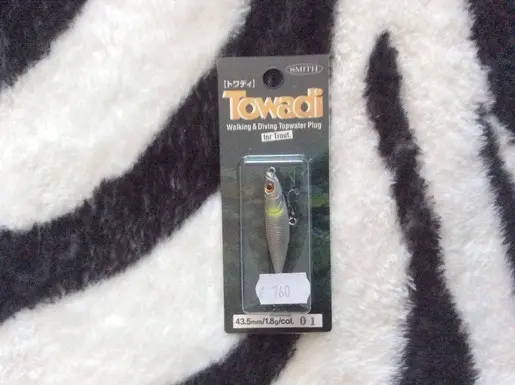 SMITH
【トワディ】
Towadi
Walking & Diving Topwater Plug
for Trout.
760
43.5mm/1.8g/col. 01